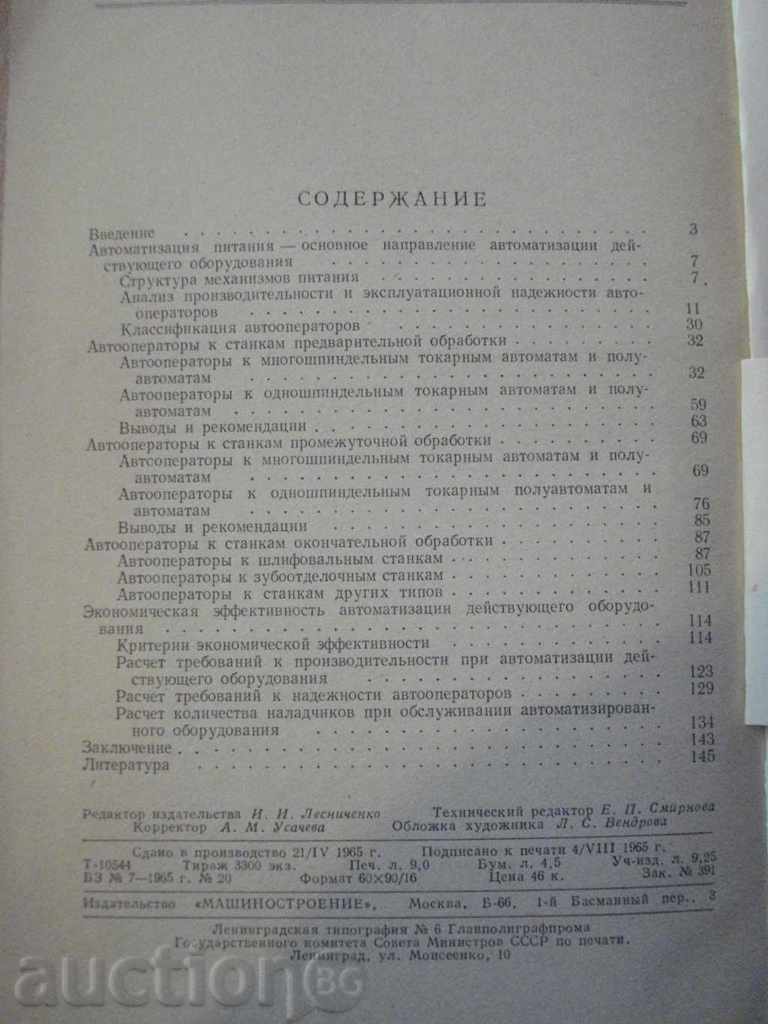 СОДЕРЖАНИЕ
Введение . . . . . . . . . . . . . . . . . . . . 3
Автоматизация питания — основное направление автоматизации дей-
ствующего оборудования . . . . . . . . . . . . . . . 7
Структура механизмов питания . . . . . . . . . . . . 7
Анализ производительности и эксплуатационной надежности авто-
операторов . . . . . . . . . . . . . . . . . . . 11
Классификация автооператоров . . . . . . . . . . . . 30
Автооператоры к станкам предварительной обработки . . . . . . 32
Автооператоры к многошпиндельным токарным автоматам и полу-
автоматам . . . . . . . . . . . . . . . . . . . 32
Автооператоры к одношпиндельным токарным автоматам и полу-
автоматам . . . . . . . . . . . . . . . . . . . 59
Выводы и рекомендации . . . . . . . . . . . . . . . 63
Автооператоры к станкам промежуточной обработки . . . . . . . 69
Автооператоры к многошпиндельным токарным автоматам и полу-
автоматам . . . . . . . . . . . . . . . . . . . 69
Автооператоры к одношпиндельным токарным полуавтоматам и
автоматам . . . . . . . . . . . . . . . . . . . 76
Выводы и рекомендации . . . . . . . . . . . . . . . 85
Автооператоры к станкам окончательной обработки . . . . . . . 87
Автооператоры к шлифовальным станкам . . . . . . . . . 87
Автооператоры к зубоотделочным станкам . . . . . . . . . 105
Автооператоры к станкам других типов . . . . . . . . . 111
Экономическая эффективность автоматизации действующего оборудо-
вания . . . . . . . . . . . . . . . . . . . . . 114
Критерии экономической эффективности . . . . . . . . . 114
Расчет требований к производительности при автоматизации дей-
ствующего оборудования . . . . . . . . . . . . . . 123
Расчет требований к надежности автооператоров . . . . . . . 129
Расчет количества наладчиков при обслуживании автоматизирован-
ного оборудования . . . . . . . . . . . . . . . . 134
Заключение . . . . . . . . . . . . . . . . . . . 143
Литература . . . . . . . . . . . . . . . . . . . 145
Редактор издательства И. И. Лесниченко Технический редактор Е. П. Смирнова
Корректор А. М. Усачева Обложка художника Л. С. Вендрова
Сдано в производство 21/IV 1965 г. Подписано к печати 4/VIII 1965 г.
Т-10544 Тираж 3300 экз. Печ. л. 9,0 Бум. л. 4,5 Уч-изд. л. 9,25
БЗ № 7—1965 г. № 20 Формат 60×90/16 Цена 46 к. Зак. № 391
Издательство «МАШИНОСТРОЕНИЕ», Москва, Б-66, 1-й Басманный пер., 3
Ленинградская типография № 6 Главполиграфпрома
Государственного комитета Совета Министров СССР по печати.
Ленинград, ул. Моисеенко, 10
auctionBG